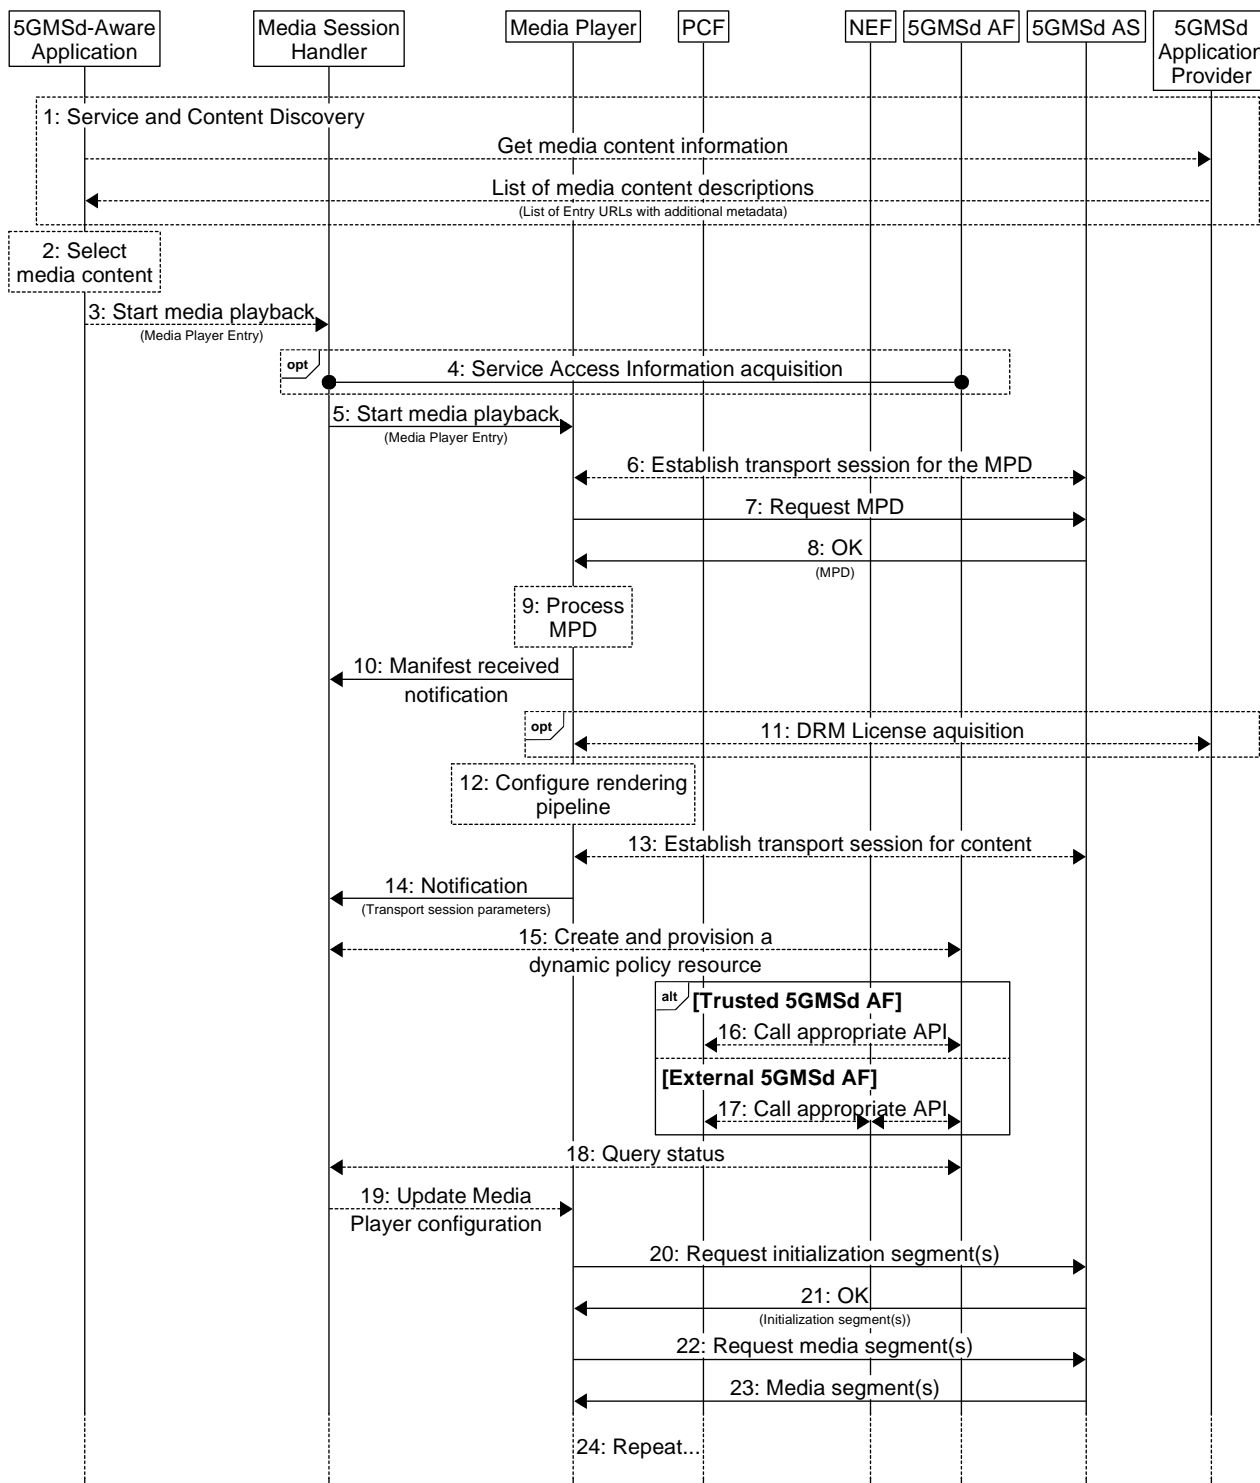 5GMSd-Aware
Application
Media Session
Handler
Media Player
PCF
NEF
5GMSd AF
5GMSd AS
5GMSd
Application
Provider
1: Service and Content Discovery
Get media content information
List of media content descriptions
(List of Entry URLs with additional metadata)
2: Select
media content
3: Start media playback
(Media Player Entry)
opt
4: Service Access Information acquisition
5: Start media playback
(Media Player Entry)
6: Establish transport session for the MPD
7: Request MPD
8: OK
(MPD)
9: Process
MPD
10: Manifest received
notification
opt
11: DRM License aquisition
12: Configure rendering
pipeline
13: Establish transport session for content
14: Notification
(Transport session parameters)
15: Create and provision a
dynamic policy resource
alt
[Trusted 5GMSd AF]
16: Call appropriate API
[External 5GMSd AF]
17: Call appropriate API
18: Query status
19: Update Media
Player configuration
20: Request initialization segment(s)
21: OK
(Initialization segment(s))
22: Request media segment(s)
23: Media segment(s)
24: Repeat...